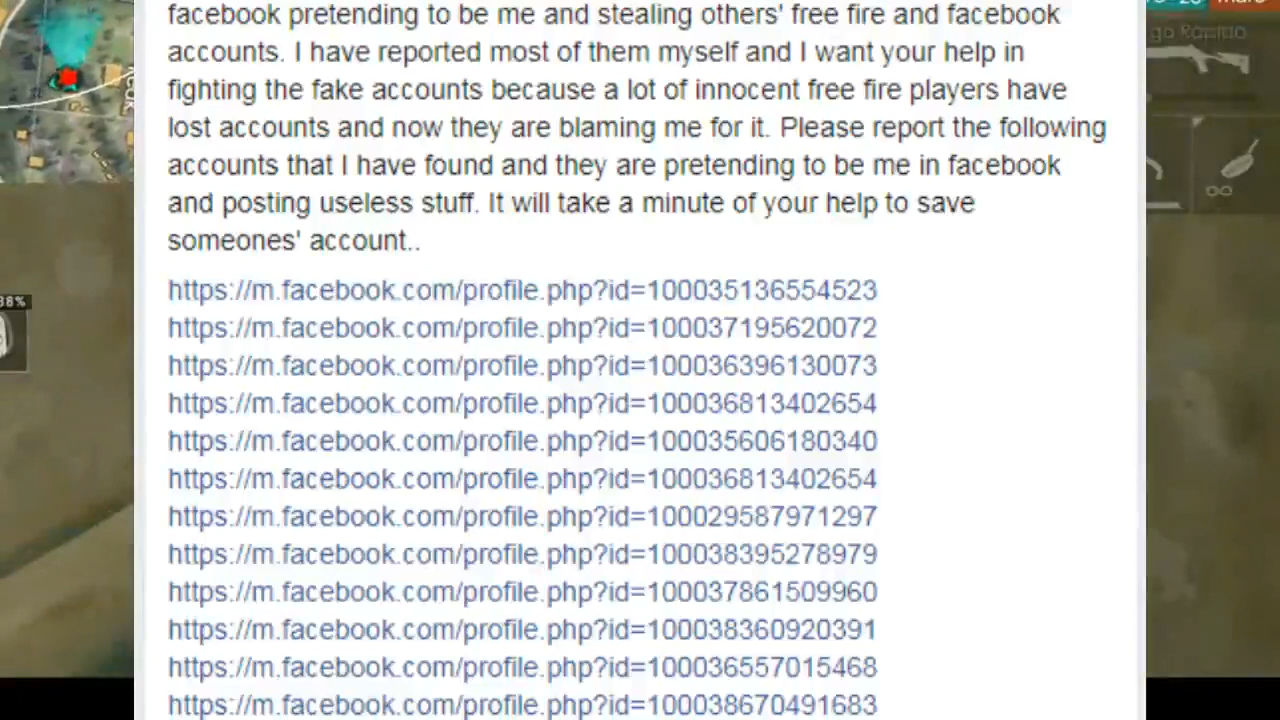 facebook pretending to be me and stealing others' free fire and facebook
accounts. I have reported most of them myself and I want your help in
fighting the fake accounts because a lot of innocent free fire players have
lost accounts and now they are blaming me for it. Please report the following
accounts that I have found and they are pretending to be me in facebook
and posting useless stuff. It will take a minute of your help to save
someones' account..
https://m.facebook.com/profile.php?id=100035136554523
https://m.facebook.com/profile.php?id=100037195620072
https://m.facebook.com/profile.php?id=100036396130073
https://m.facebook.com/profile.php?id=100036813402654
https://m.facebook.com/profile.php?id=100035606180340
https://m.facebook.com/profile.php?id=100036813402654
https://m.facebook.com/profile.php?id=100029587971297
https://m.facebook.com/profile.php?id=100038395278979
https://m.facebook.com/profile.php?id=100037861509960
https://m.facebook.com/profile.php?id=100038360920391
https://m.facebook.com/profile.php?id=100036557015468
https://m.facebook.com/profile.php?id=100038670491683
38%